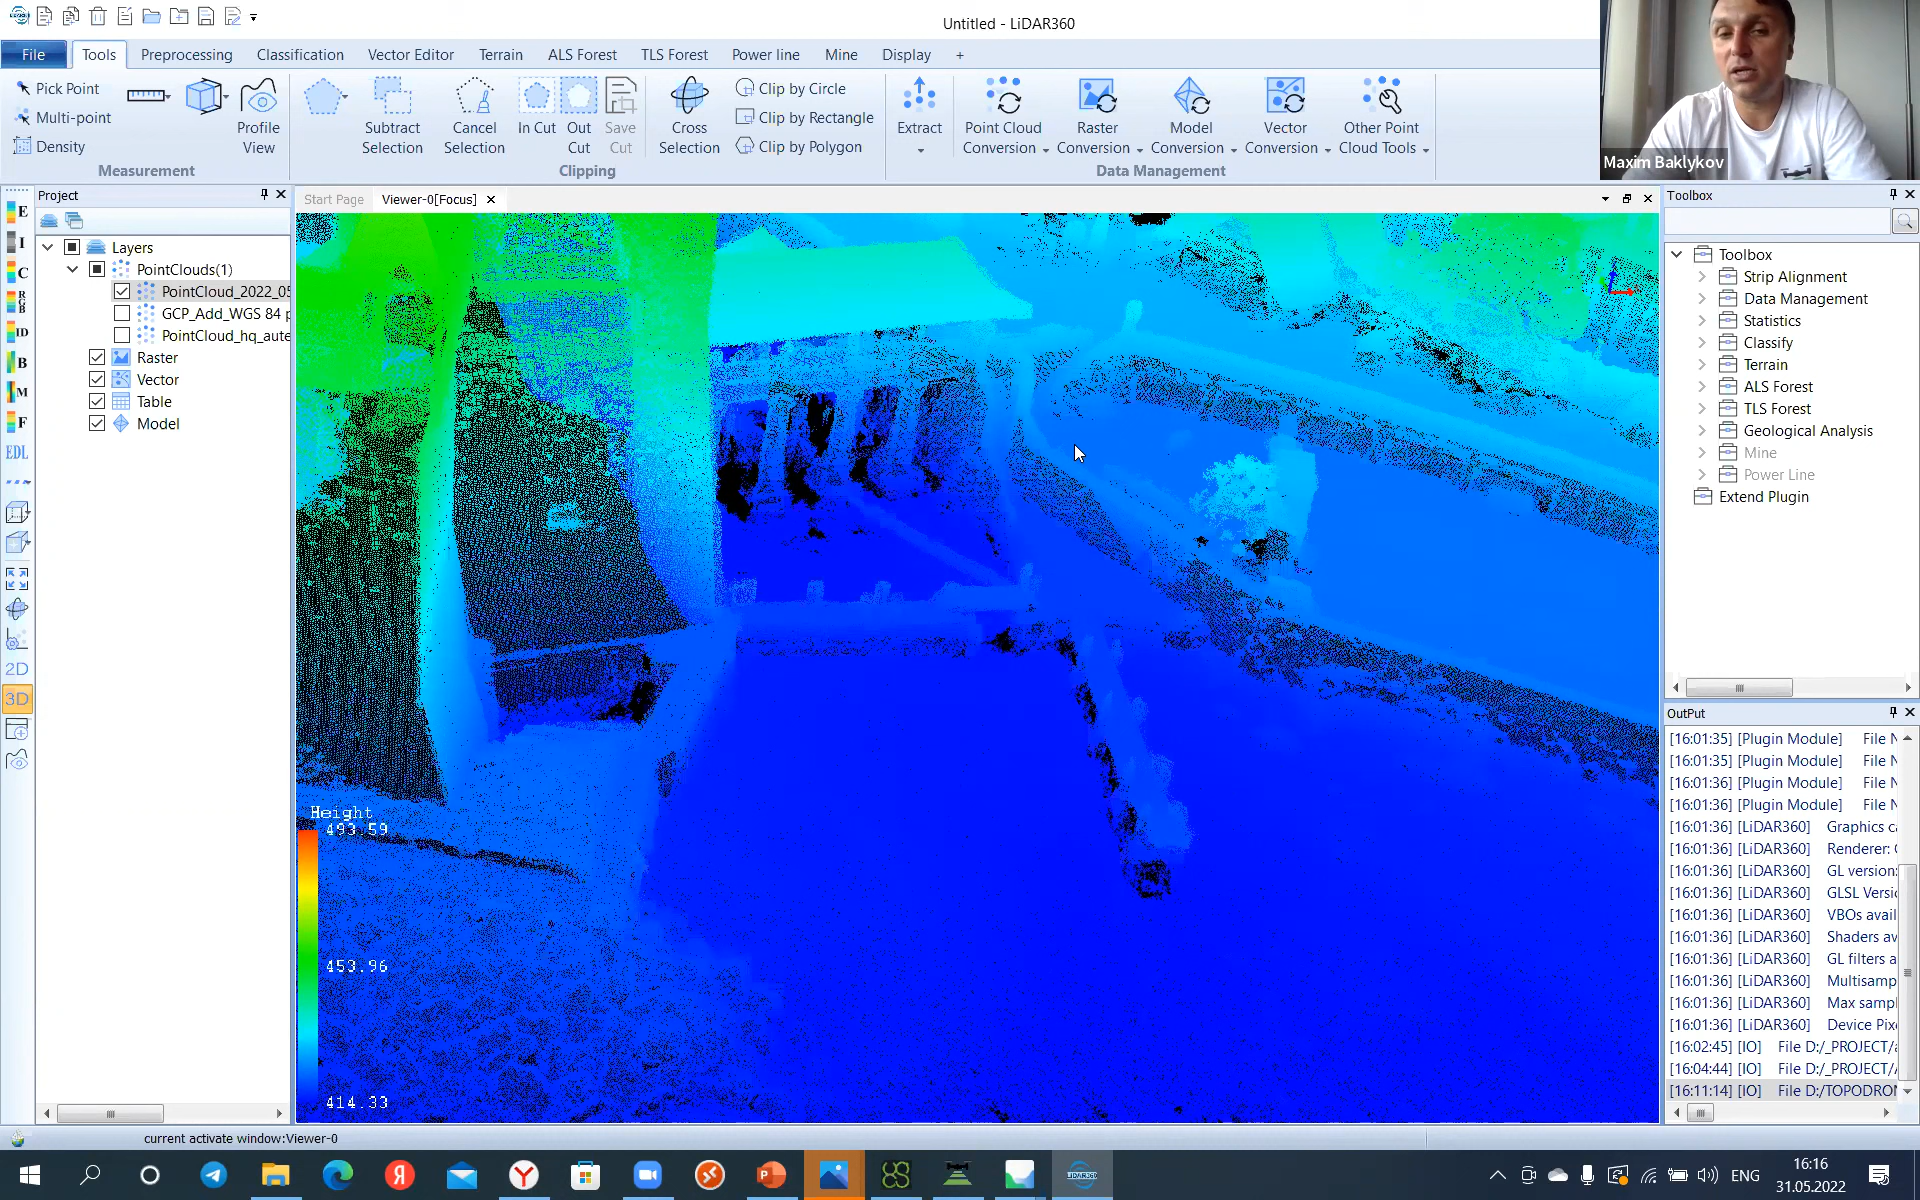 Untitled - LiDAR360
File
Tools
Preprocessing
Classification
Vector Editor
Terrain
ALS Forest
TLS Forest
Power line
Mine
Display
+
Pick Point
Multi-point
Density
Profile
View
Measurement
Subtract
Selection
Cancel
Selection
In Cut
Out
Cut
Save
Cut
Cross
Selection
Clip by Circle
Clip by Rectangle
Clip by Polygon
Clipping
Extract
Point Cloud
Conversion
Raster
Conversion
Model
Conversion
Vector
Conversion
Other Point
Cloud Tools
Data Management
Maxim Baklykov
Project
Start Page
Viewer-0[Focus]
Toolbox
E
I
C
RGB
ID
B
M
F
EDL
2D
3D
Layers
PointClouds(1)
PointCloud_2022_05
GCP_Add_WGS 84 p
PointCloud_hq_aute
Raster
Vector
Table
Model
Height
493.59
453.96
414.33
Toolbox
Strip Alignment
Data Management
Statistics
Classify
Terrain
ALS Forest
TLS Forest
Geological Analysis
Mine
Power Line
Extend Plugin
OutPut
[16:01:35] [Plugin Module] File N
[16:01:35] [Plugin Module] File N
[16:01:36] [Plugin Module] File N
[16:01:36] [Plugin Module] File N
[16:01:36] [LiDAR360] Graphics ca
[16:01:36] [LiDAR360] Renderer:
[16:01:36] [LiDAR360] GL version:
[16:01:36] [LiDAR360] GLSL Versi
[16:01:36] [LiDAR360] VBOs avail
[16:01:36] [LiDAR360] Shaders av
[16:01:36] [LiDAR360] GL filters a
[16:01:36] [LiDAR360] Multisamp
[16:01:36] [LiDAR360] Max samp
[16:01:36] [LiDAR360] Device Pix
[16:02:45] [IO] File D:/_PROJECT/
[16:04:44] [IO] File D:/_PROJECT/
[16:11:14] [IO] File D:/TOPODRON
current activate window:Viewer-0
ENG
16:16
31.05.2022